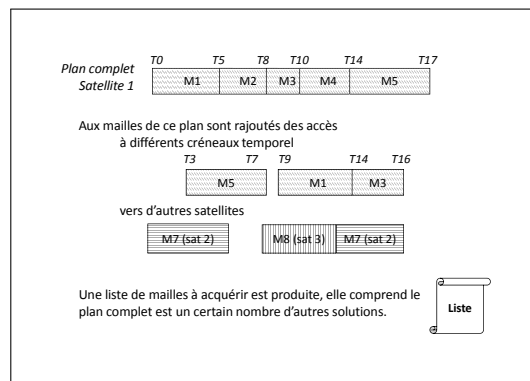 T0 T5 T8 T10 T14 T17
Plan complet
Satellite 1
M1 M2 M3 M4 M5
Aux mailles de ce plan sont rajoutés des accès
à différents créneaux temporel
T3 T7 T9 T14 T16
M5 M1 M3
vers d'autres satellites
M7 (sat 2) M8 (sat 3) M7 (sat 2)
Une liste de mailles à acquérir est produite, elle comprend le
plan complet est un certain nombre d'autres solutions.
Liste